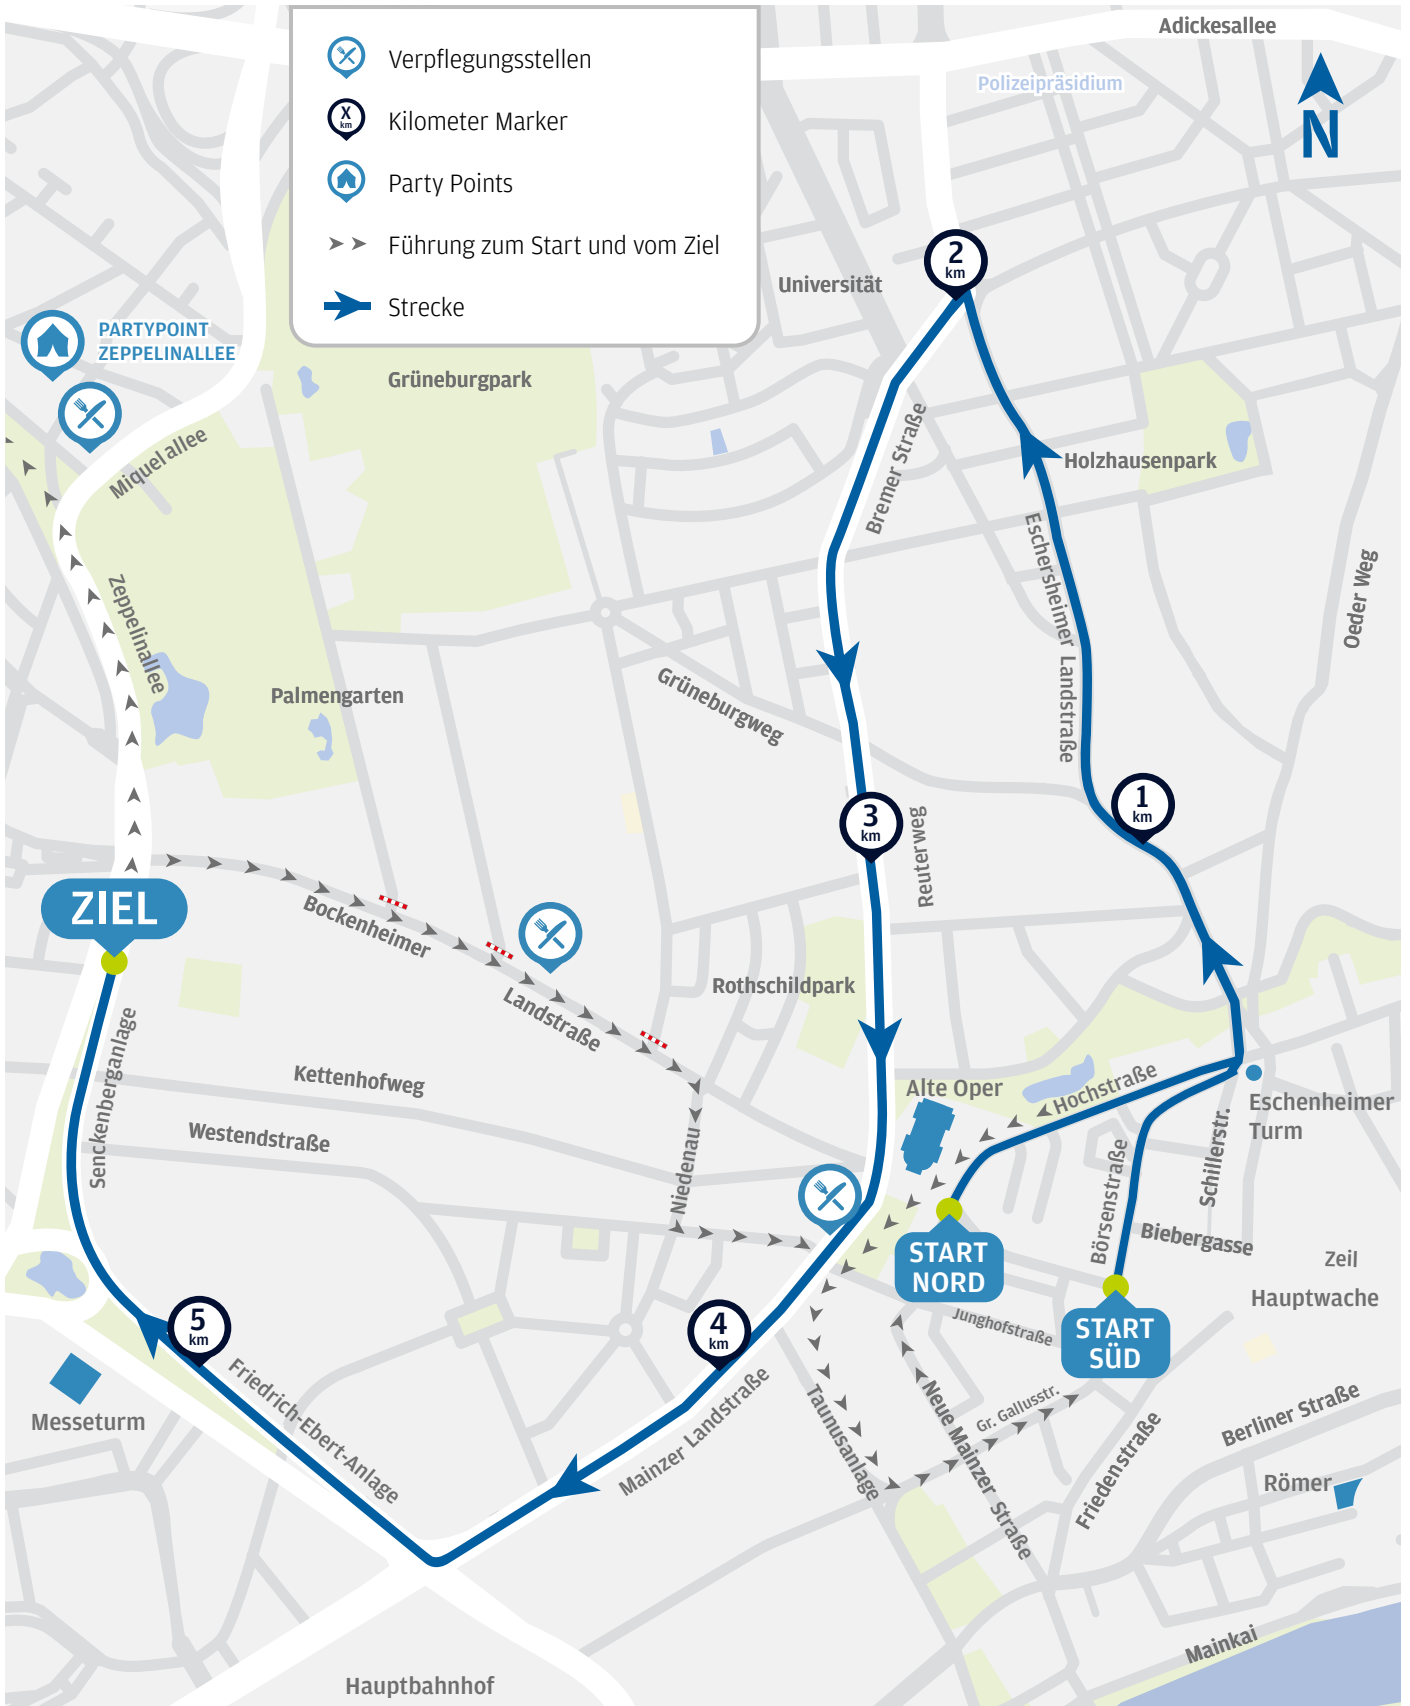 Adickesallee
Polizeipräsidium
N
Verpflegungsstellen
X
km
Kilometer Marker
Party Points
Führung zum Start und vom Ziel
Strecke
2
km
Universität
PARTYPOINT
ZEPPELINALLEE
Grüneburgpark
Miquelallee
Bremer Straße
Holzhausenpark
Eschersheimer Landstraße
Oeder Weg
Zeppelinallee
Palmengarten
Grüneburgweg
1
km
3
km
Reuterweg
ZIEL
Bockenheimer
Landstraße
Rothschildpark
Senckenberganlage
Kettenhofweg
Westendstraße
Niedenau
Alte Oper
Hochstraße
Eschenheimer
Turm
Schillerstr.
Börsenstraße
Biebergasse
START
NORD
Zeil
Hauptwache
START
SÜD
Junghofstraße
5
km
4
km
Messeturm
Friedrich-Ebert-Anlage
Mainzer Landstraße
Taunusanlage
Neue Mainzer Straße
Gr. Gallusstr.
Friedenstraße
Berliner Straße
Römer
Mainkai
Hauptbahnhof